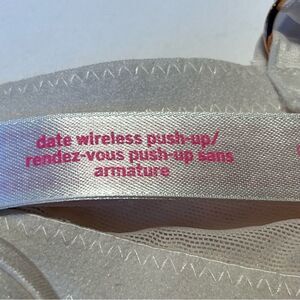 date wireless push-up/
rendez-vous push-up sans
armature